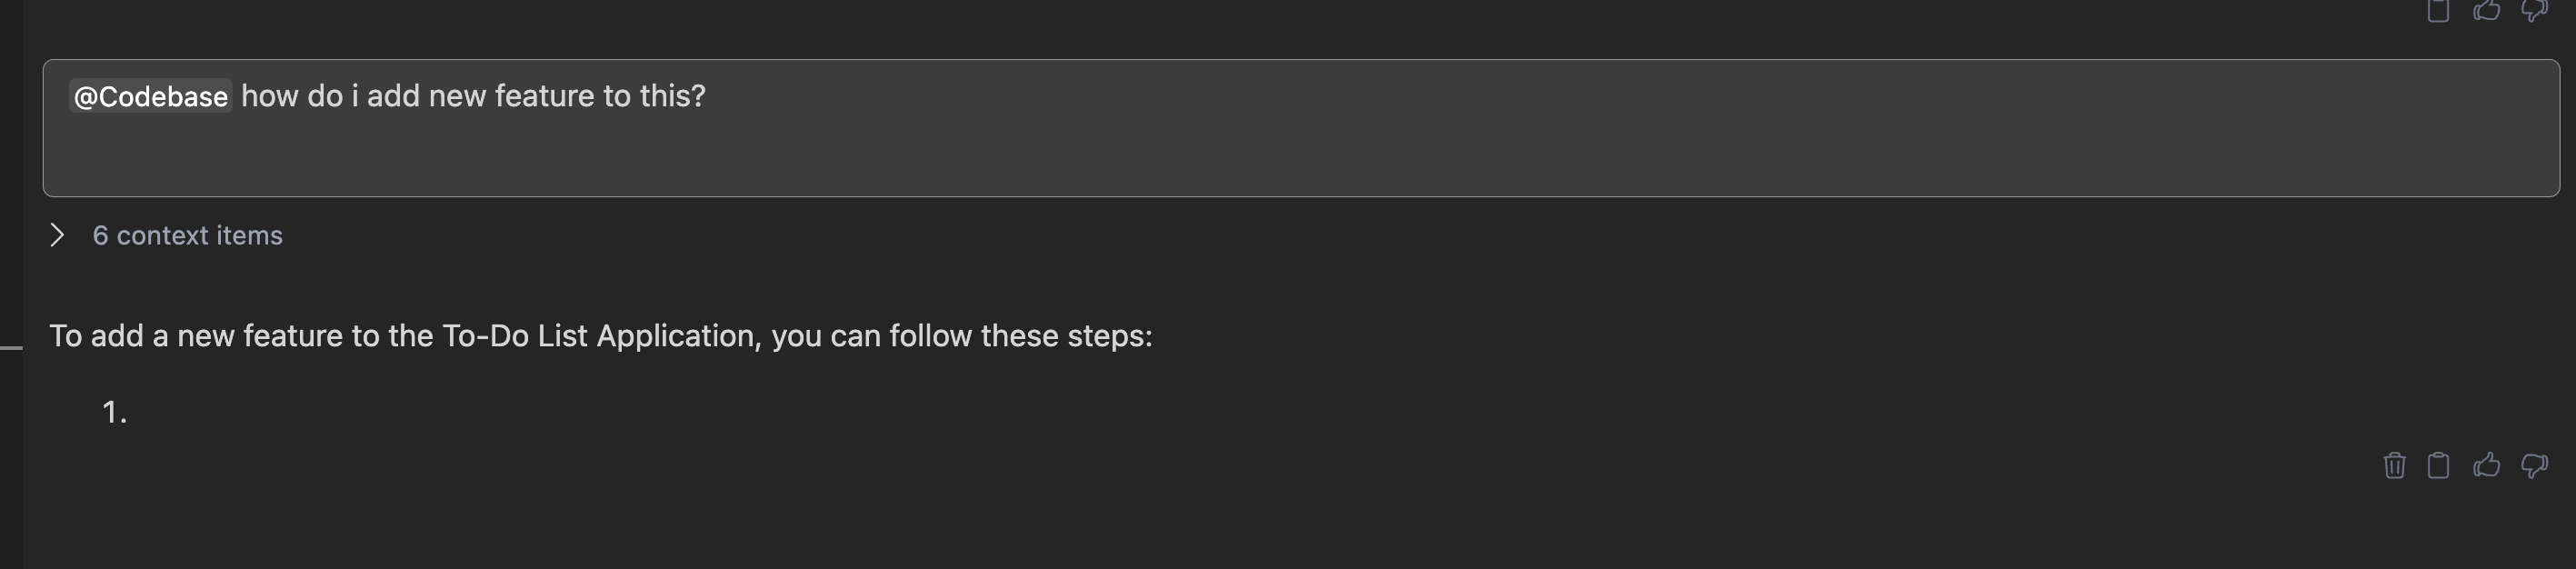 @Codebase how do i add new feature to this?
6 context items
To add a new feature to the To-Do List Application, you can follow these steps:
1.